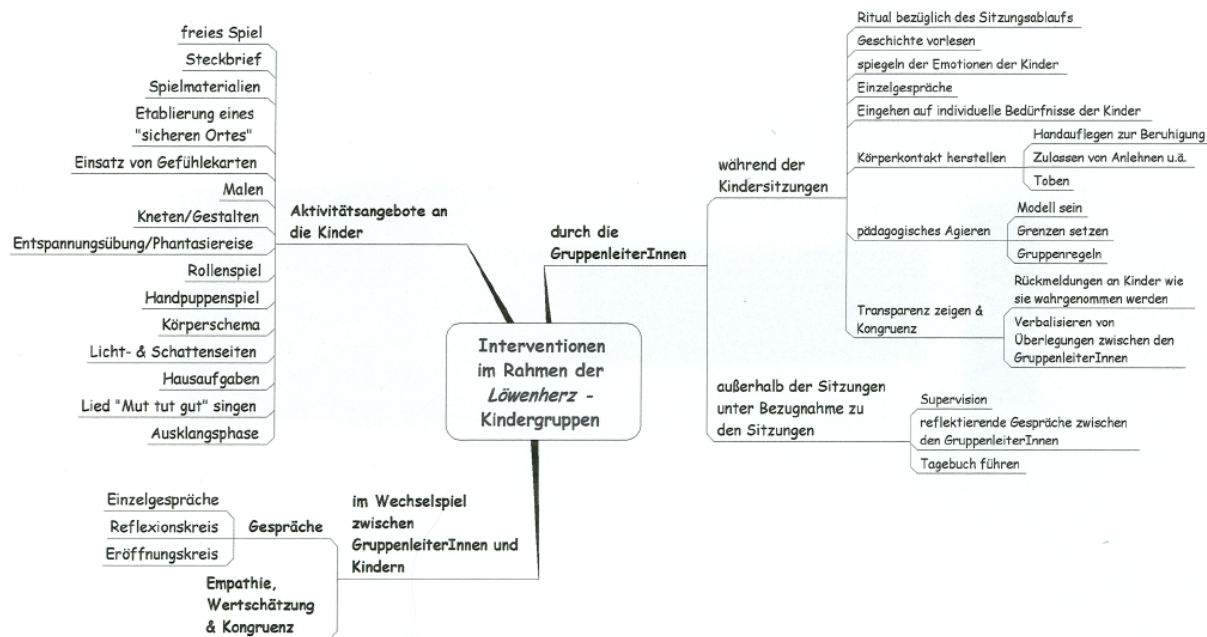 freies Spiel
Steckbrief
Spielmaterialien
Etablierung eines
"sicheren Ortes"
Einsatz von Gefühlekarten
Malen
Kneten/Gestalten
Entspannungsübung/Phantasiereise
Rollenspiel
Handpuppenspiel
Körperschema
Licht- & Schattenseiten
Hausaufgaben
Lied "Mut tut gut" singen
Ausklangsphase
Aktivitätsangebote an
die Kinder
Interventionen
im Rahmen der
Löwenherz -
Kindergruppen
durch die
GruppenleiterInnen
während der
Kindersitzungen
Ritual bezüglich des Sitzungsablaufs
Geschichte vorlesen
spiegeln der Emotionen der Kinder
Einzelgespräche
Eingehen auf individuelle Bedürfnisse der Kinder
Körperkontakt herstellen
Handauflegen zur Beruhigung
Zulassen von Anlehnen u.ä.
Toben
pädagogisches Agieren
Modell sein
Grenzen setzen
Gruppenregeln
Transparenz zeigen &
Kongruenz
Rückmeldungen an Kinder wie
sie wahrgenommen werden
Verbalisieren von
Überlegungen zwischen den
GruppenleiterInnen
außerhalb der Sitzungen
unter Bezugnahme zu
den Sitzungen
Supervision
reflektierende Gespräche zwischen
den GruppenleiterInnen
Tagebuch führen
im Wechselspiel
zwischen
GruppenleiterInnen und
Kindern
Gespräche
Einzelgespräche
Reflexionskreis
Eröffnungskreis
Empathie,
Wertschätzung
& Kongruenz